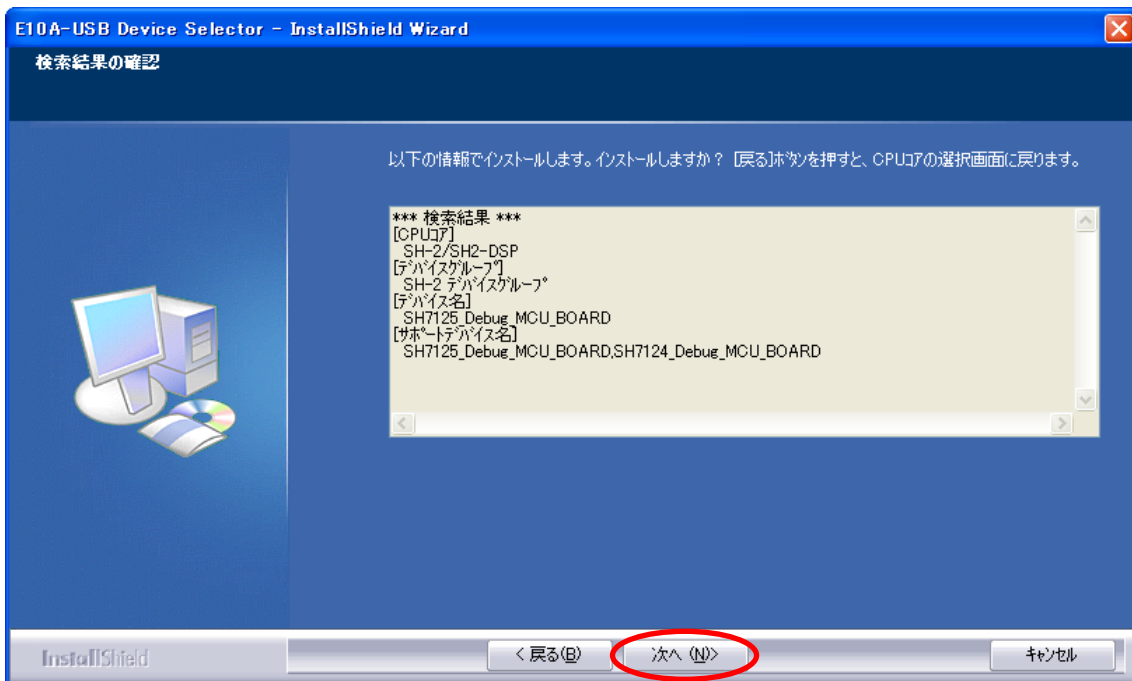 E10A-USB Device Selector - InstallShield Wizard
検索結果の確認
以下の情報でインストールします。インストールしますか？ [戻る]ﾎﾞﾀﾝを押すと、CPUｺｱの選択画面に戻ります。
*** 検索結果 ***
[CPUｺｱ]
SH-2/SH2-DSP
[ﾃﾞﾊﾞｲｽｸﾞﾙｰﾌﾟ]
SH-2 ﾃﾞﾊﾞｲｽｸﾞﾙｰﾌﾟ
[ﾃﾞﾊﾞｲｽ名]
SH7125_Debug_MCU_BOARD
[ｻﾎﾟｰﾄﾃﾞﾊﾞｲｽ名]
SH7125_Debug_MCU_BOARD,SH7124_Debug_MCU_BOARD
InstallShield
< 戻る(B)
次へ (N)>
ｷｬﾝｾﾙ